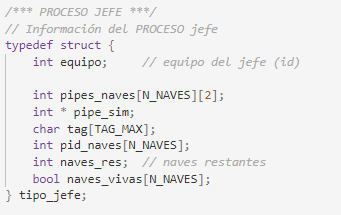 /*** PROCESO JEFE ***/
// Información del PROCESO jefe
typedef struct {
    int equipo;     // equipo del jefe (id)

    int pipes_naves[N_NAVES][2];
    int * pipe_sim;
    char tag[TAG_MAX];
    int pid_naves[N_NAVES];
    int naves_res;  // naves restantes
    bool naves_vivas[N_NAVES];
} tipo_jefe;